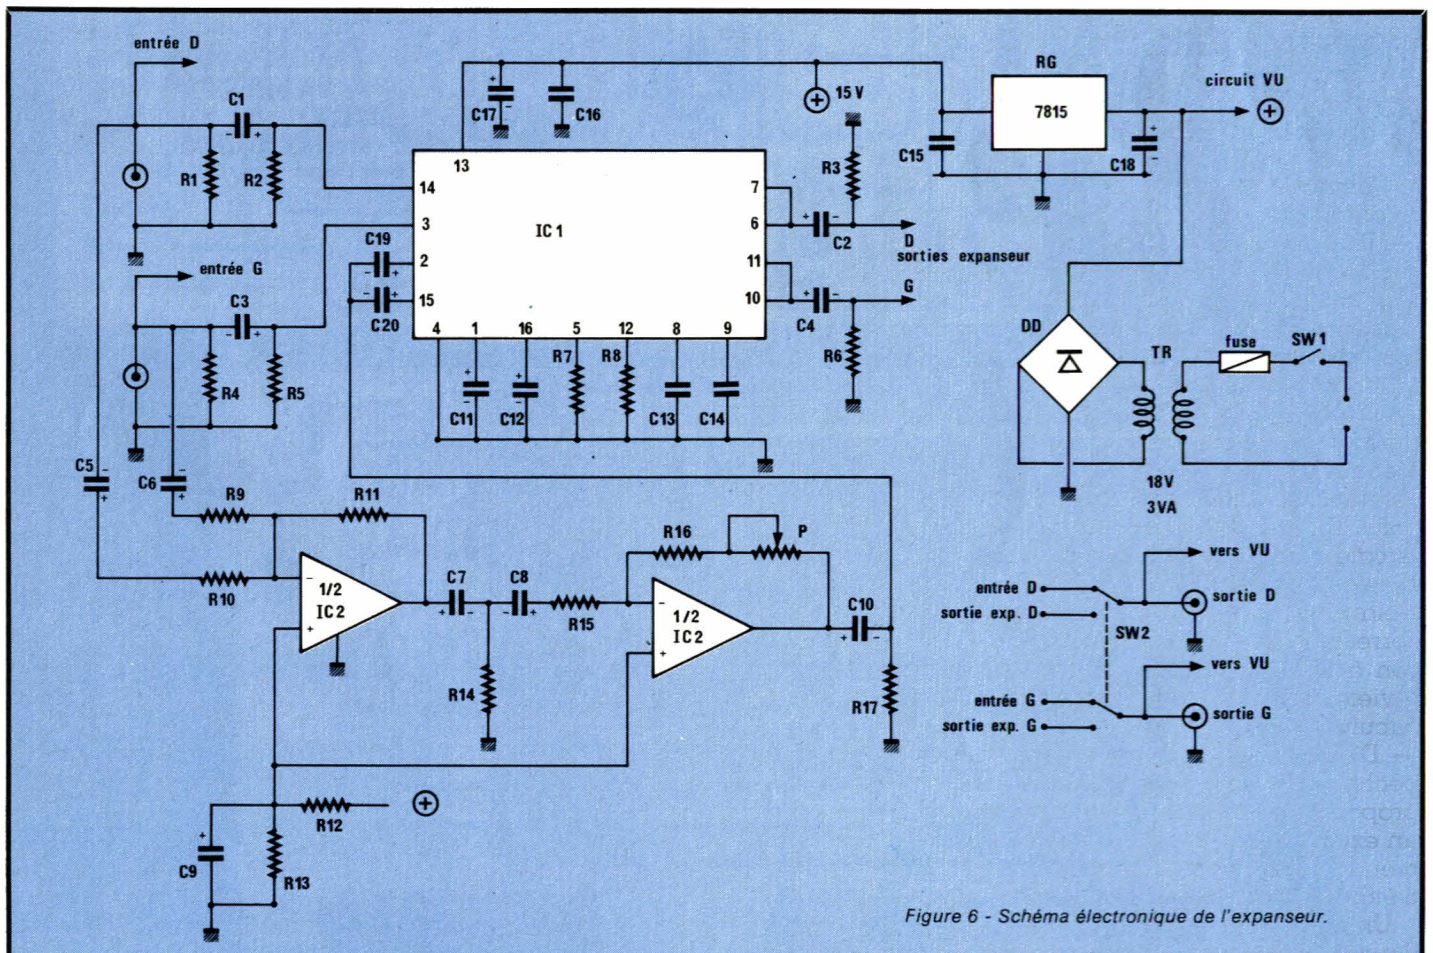 entrée D
C1
R1
R2
entrée G
C3
R4
R5
C5
C6
C17
C16
15 V
13
14
3
2
15
IC 1
7
6
11
10
4
1
16
5
12
8
9
C19
C20
C11
C12
R7
R8
C13
C14
R3
C2
D
sorties expanseur
G
C4
R6
RG
7815
C15
C18
circuit VU
DD
TR
fuse
SW1
18V
3VA
R9
R10
R11
1/2
IC2
C7
C8
R14
R15
R16
P
1/2
IC2
C10
R17
R12
R13
C9
vers VU
entrée D
sortie exp. D
sortie D
SW2
vers VU
entrée G
sortie exp. G
sortie G
Figure 6 - Schéma électronique de l'expanseur.